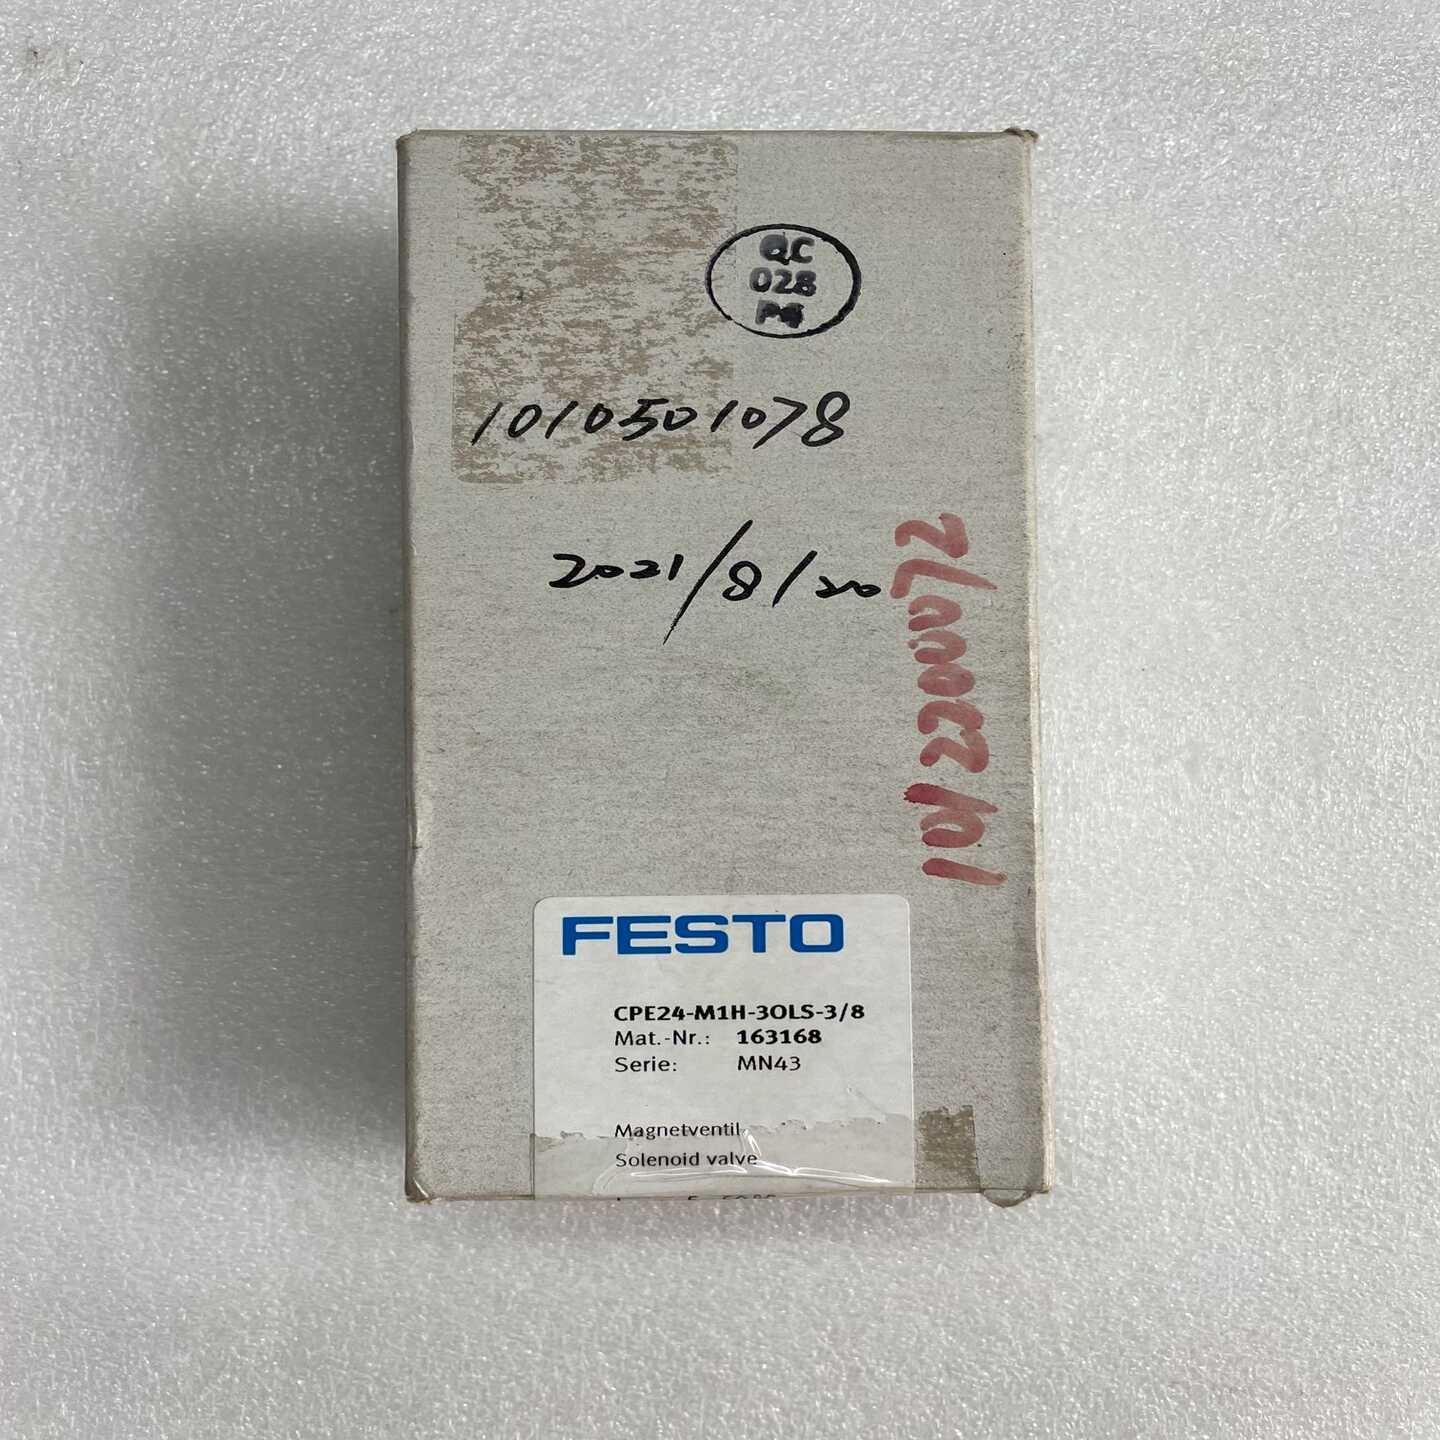 QC
028
1010501078
2021/8/20
FESTO
CPE24-M1H-3OLS-3/8
Mat.-Nr.: 163168
Serie: MN43
Magnetventil
Solenoid valve